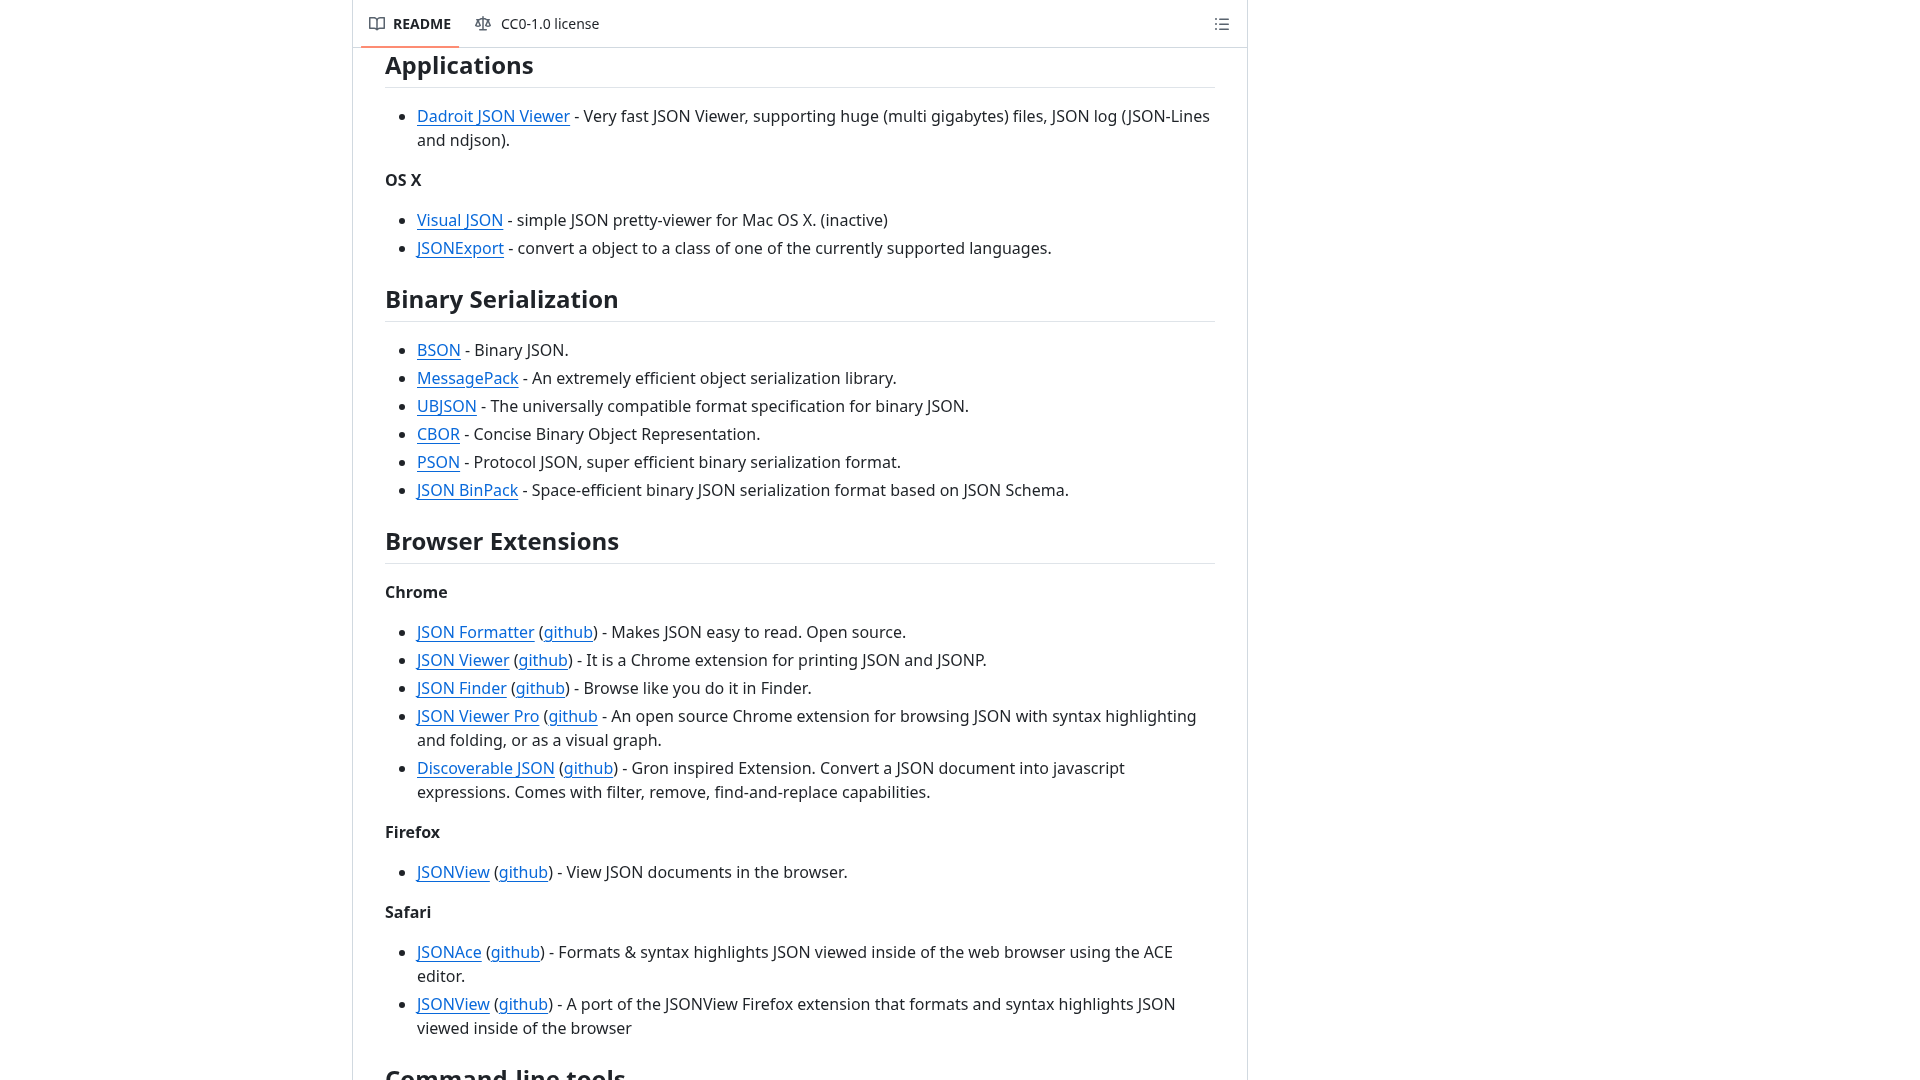 README
CC0-1.0 license
Applications
Dadroit JSON Viewer - Very fast JSON Viewer, supporting huge (multi gigabytes) files, JSON log (JSON-Lines
and ndjson).
OS X
Visual JSON - simple JSON pretty-viewer for Mac OS X. (inactive)
JSONExport - convert a object to a class of one of the currently supported languages.
Binary Serialization
BSON - Binary JSON.
MessagePack - An extremely efficient object serialization library.
UBJSON - The universally compatible format specification for binary JSON.
CBOR - Concise Binary Object Representation.
PSON - Protocol JSON, super efficient binary serialization format.
JSON BinPack - Space-efficient binary JSON serialization format based on JSON Schema.
Browser Extensions
Chrome
JSON Formatter (github) - Makes JSON easy to read. Open source.
JSON Viewer (github) - It is a Chrome extension for printing JSON and JSONP.
JSON Finder (github) - Browse like you do it in Finder.
JSON Viewer Pro (github - An open source Chrome extension for browsing JSON with syntax highlighting
and folding, or as a visual graph.
Discoverable JSON (github) - Gron inspired Extension. Convert a JSON document into javascript
expressions. Comes with filter, remove, find-and-replace capabilities.
Firefox
JSONView (github) - View JSON documents in the browser.
Safari
JSONAce (github) - Formats & syntax highlights JSON viewed inside of the web browser using the ACE
editor.
JSONView (github) - A port of the JSONView Firefox extension that formats and syntax highlights JSON
viewed inside of the browser
Command-line tools